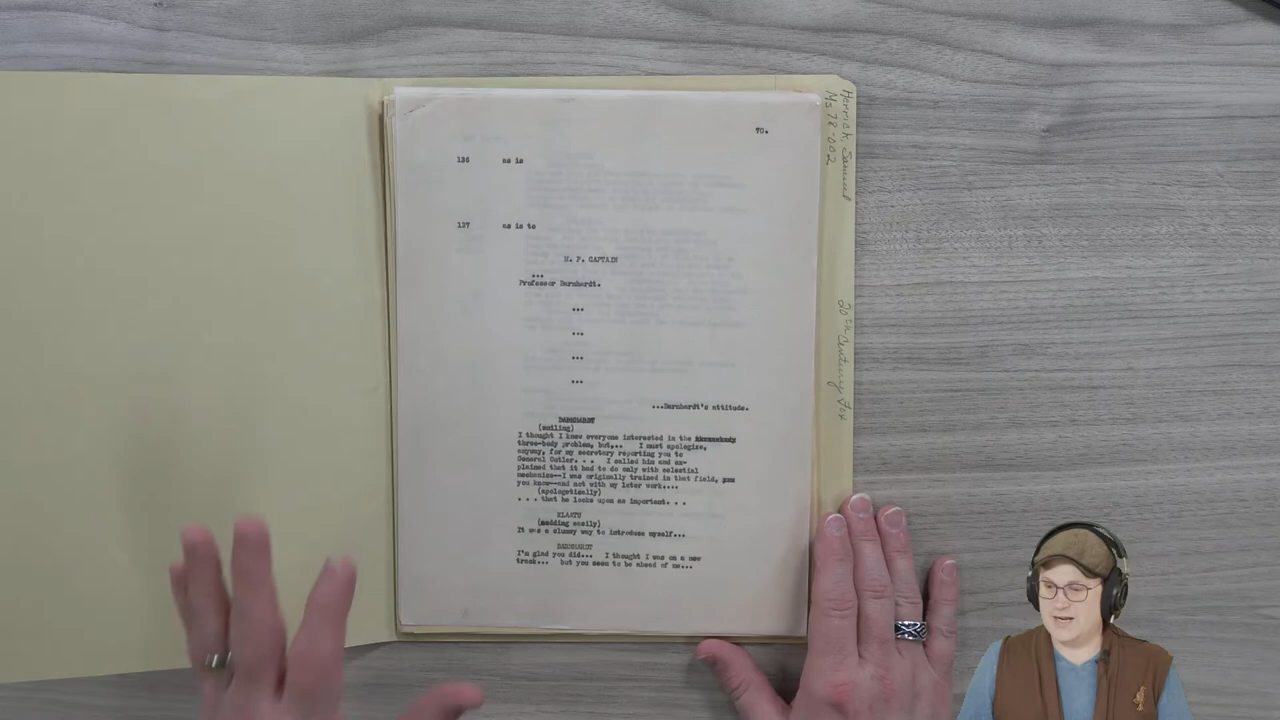 70.
136 as is
137 as is to
M. P. CAPTAIN
...
Professor Barnhardt.
...
...
...
...
...Barnhardt's attitude.
BARNHARDT
(smiling)
I thought I knew everyone interested in the
three-body problem, but... I must apologize,
anyway, for my secretary reporting you to
General Cutler. . . I called him and ex-
plained that it had to do only with celestial
mechanics--I was originally trained in that field,
you know--and not with my later work....
(apologetically)
. . . that he looks upon as important. . .
KLAATU
(nodding easily)
It was a clumsy way to introduce myself...
BARNHARDT
I'm glad you did... I thought I was on a new
track... but you seem to be ahead of me...
Herrick Samuel
Ms 78-002
20th Century Fox